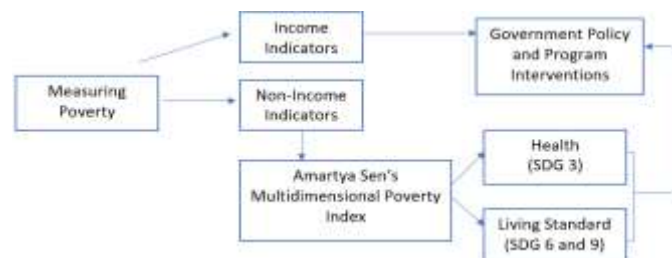 Income
Indicators
Government Policy
and Program
Interventions
Measuring
Poverty
Non-Income
Indicators
Amartya Sen's
Multidimensional Poverty
Index
Health
(SDG 3)
Living Standard
(SDG 6 and 9)